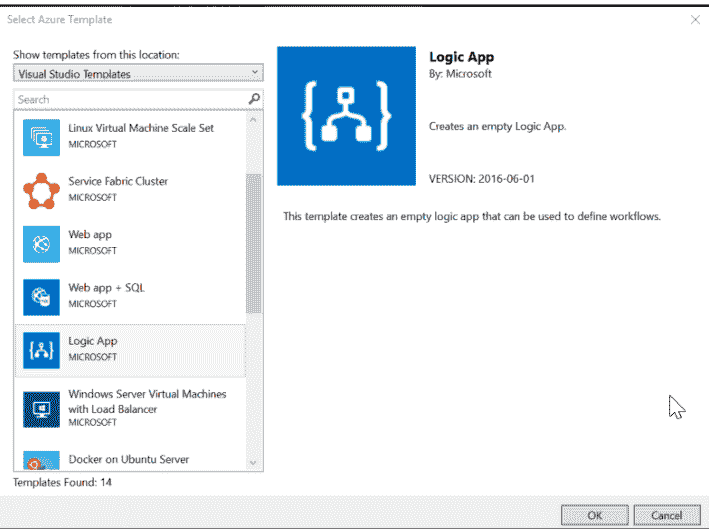 Select Azure Template
Show templates from this location:
Visual Studio Templates
Search
Linux Virtual Machine Scale Set
MICROSOFT
Service Fabric Cluster
MICROSOFT
Web app
MICROSOFT
Web app + SQL
MICROSOFT
Logic App
MICROSOFT
Windows Server Virtual Machines
with Load Balancer
MICROSOFT
Docker on Ubuntu Server
Templates Found: 14
Logic App
By: Microsoft
Creates an empty Logic App.
VERSION: 2016-06-01
This template creates an empty logic app that can be used to define workflows.
OK
Cancel